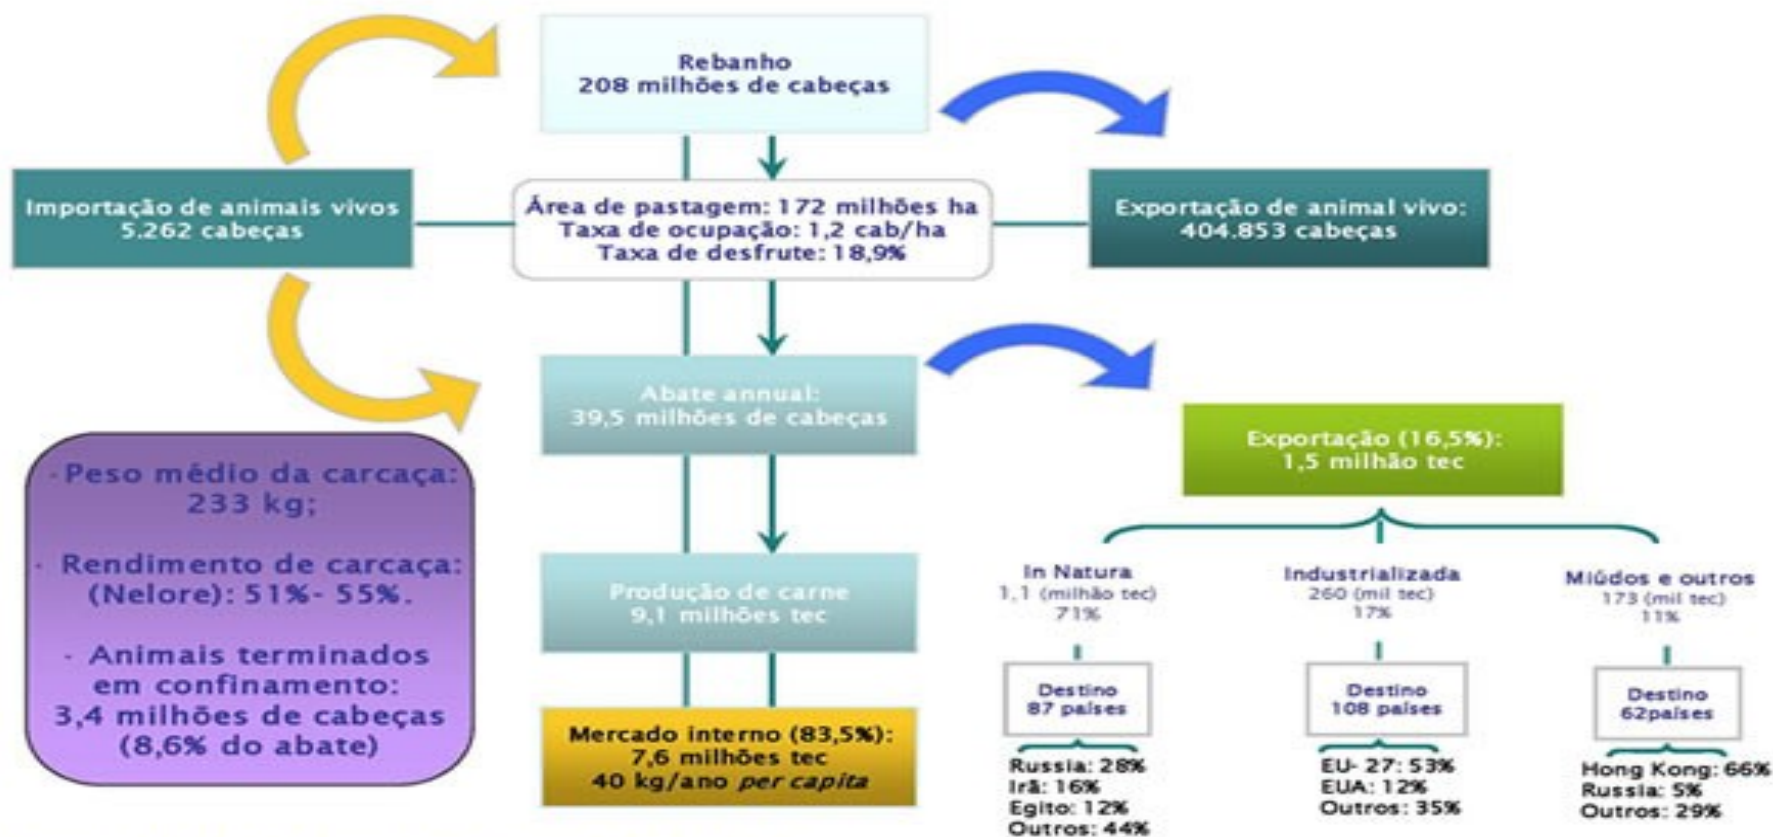 Rebanho
208 milhões de cabeças
Importação de animais vivos
5.262 cabeças
Área de pastagem: 172 milhões ha
Taxa de ocupação: 1,2 cab/ha
Taxa de desfrute: 18,9%
Exportação de animal vivo:
404.853 cabeças
Abate annual:
39,5 milhões de cabeças
Exportação (16,5%):
1,5 milhão tec
- Peso médio da carcaça:
233 kg;
- Rendimento de carcaça:
(Nelore): 51%- 55%.
- Animais terminados
em confinamento:
3,4 milhões de cabeças
(8,6% do abate)
Produção de carne
9,1 milhões tec
Mercado interno (83,5%):
7,6 milhões tec
40 kg/ano per capita
In Natura
1,1 (milhão tec)
71%
Destino
87 países
Russia: 28%
Irã: 16%
Egito: 12%
Outros: 44%
Industrializada
260 (mil tec)
17%
Destino
108 países
EU- 27: 53%
EUA: 12%
Outros: 35%
Miúdos e outros
173 (mil tec)
11%
Destino
62países
Hong Kong: 66%
Russia: 5%
Outros: 29%